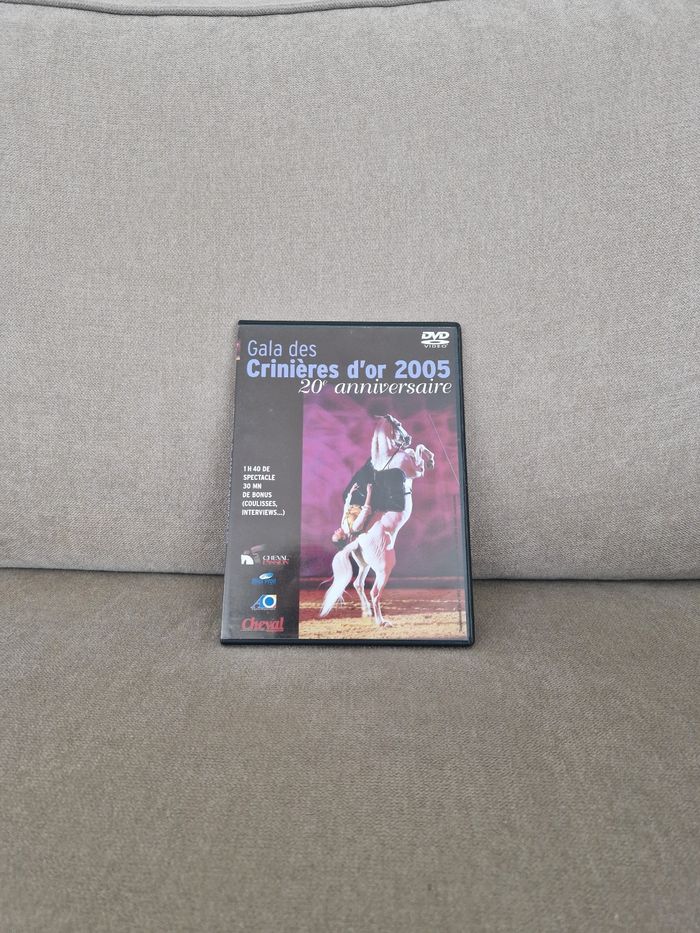 DVD
VIDEO
Gala des
Crinières d'or 2005
20e anniversaire
1 H 40 DE
SPECTACLE
30 MN
DE BONUS
(COULISSES,
INTERVIEWS...)
CHEVAL
PASSION
Cheval